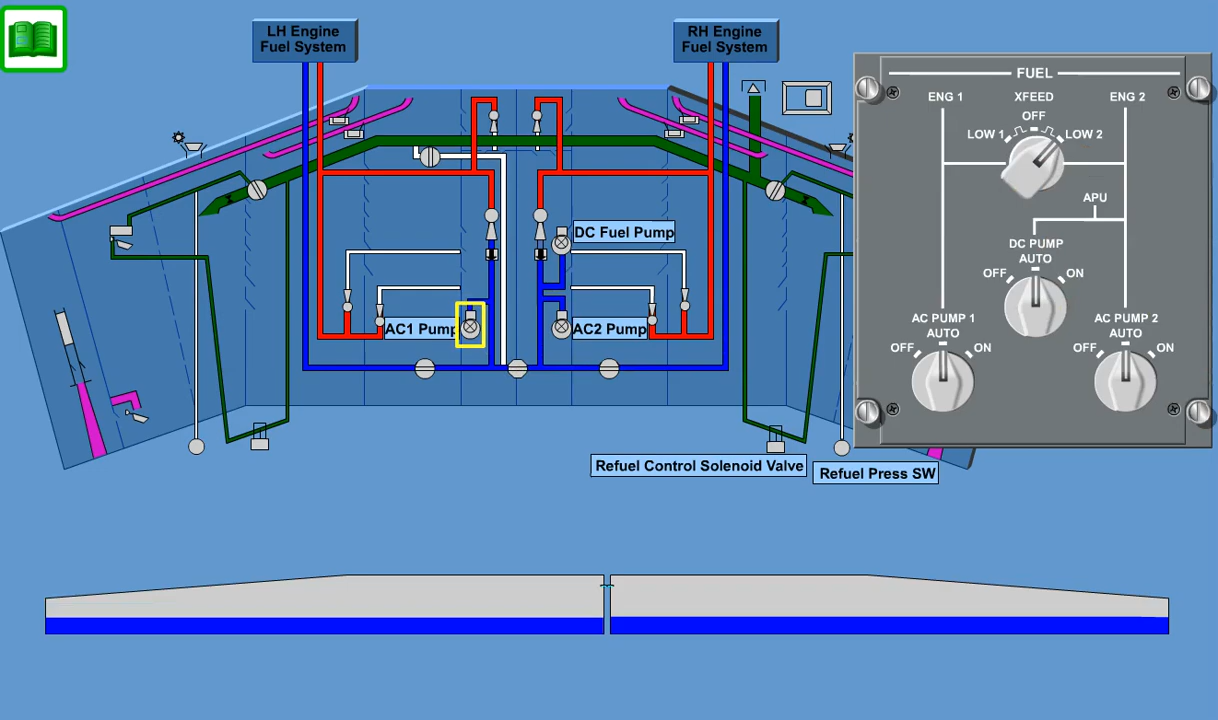 LH Engine
Fuel System
RH Engine
Fuel System
FUEL
ENG 1
XFEED
ENG 2
OFF
LOW 1
LOW 2
APU
DC Fuel Pump
DC PUMP
AUTO
OFF
ON
AC1 Pump
AC2 Pump
AC PUMP 1
AUTO
AC PUMP 2
AUTO
OFF
ON
OFF
ON
Refuel Control Solenoid Valve
Refuel Press SW